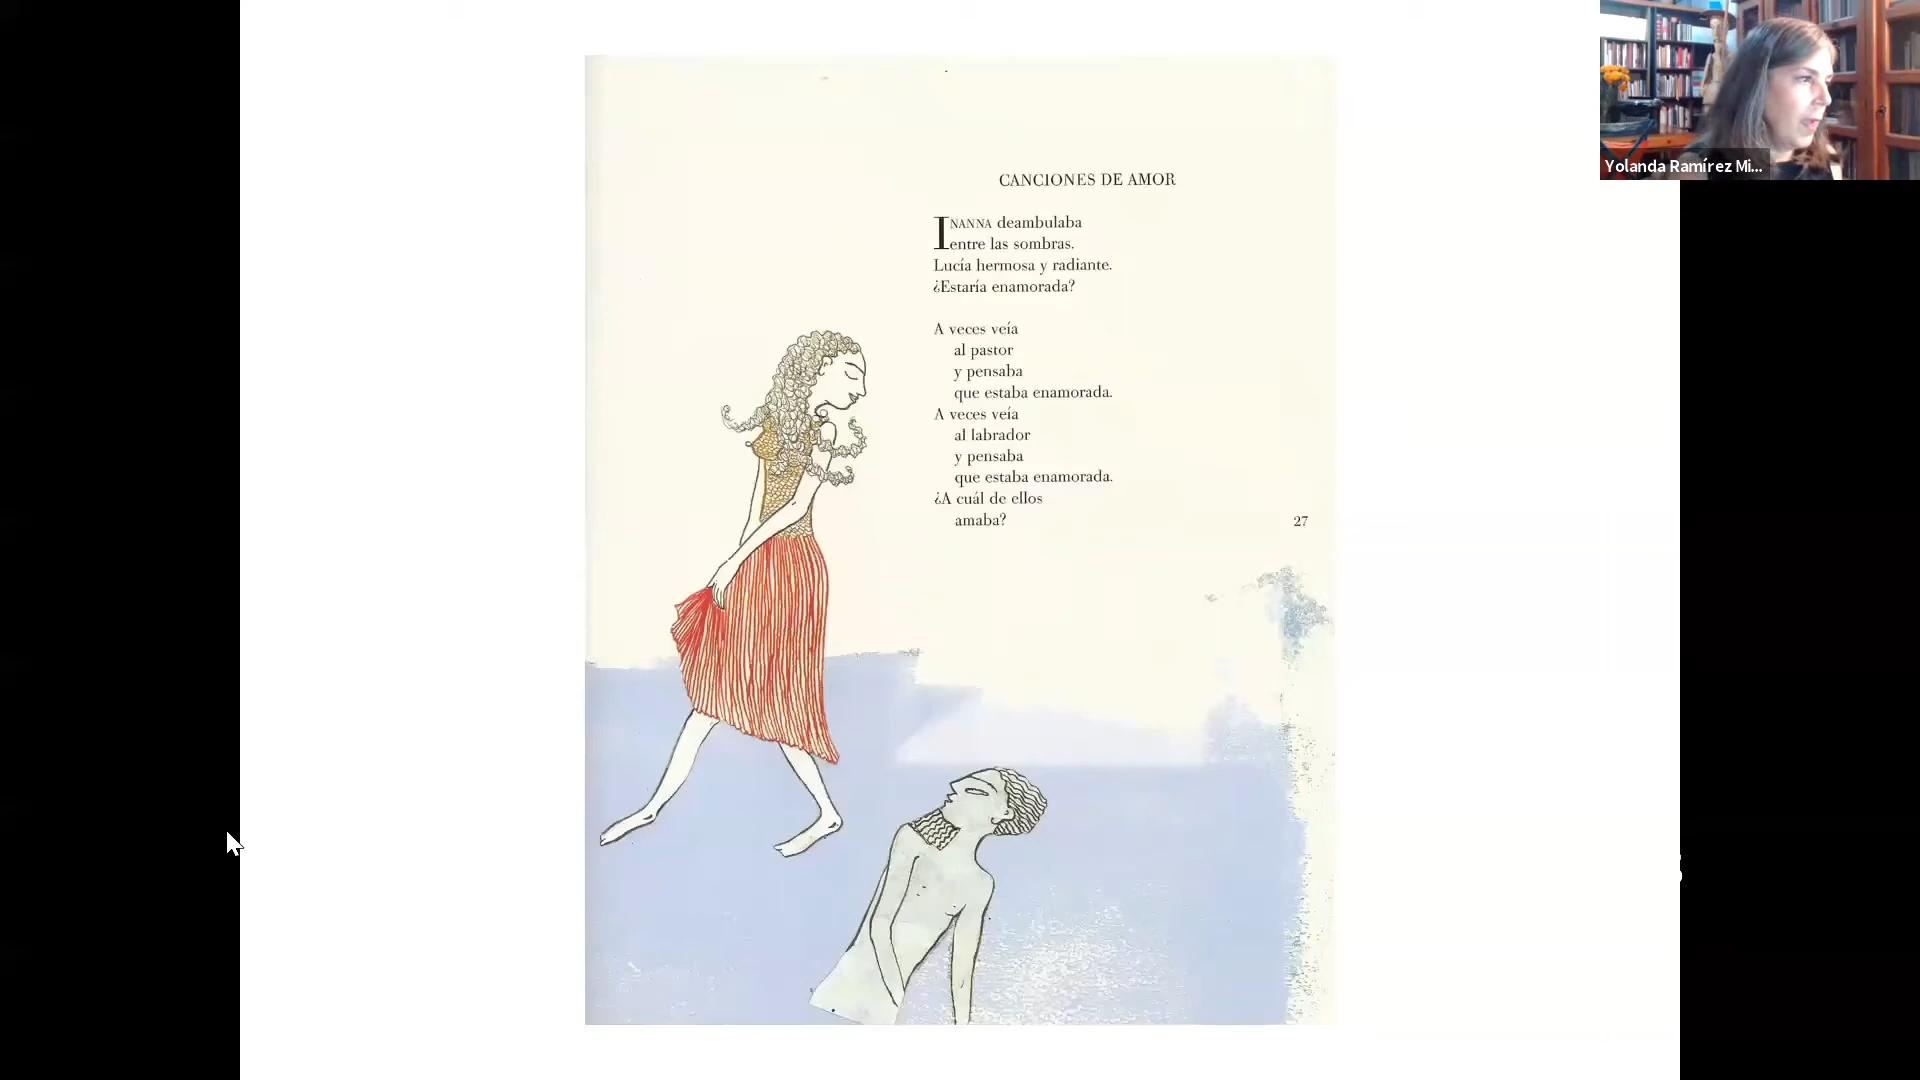 Yolanda Ramírez Mi...
CANCIONES DE AMOR
INANNA deambulaba
entre las sombras.
Lucía hermosa y radiante.
¿Estaría enamorada?
A veces veía
al pastor
y pensaba
que estaba enamorada.
A veces veía
al labrador
y pensaba
que estaba enamorada.
¿A cuál de ellos
amaba?
27